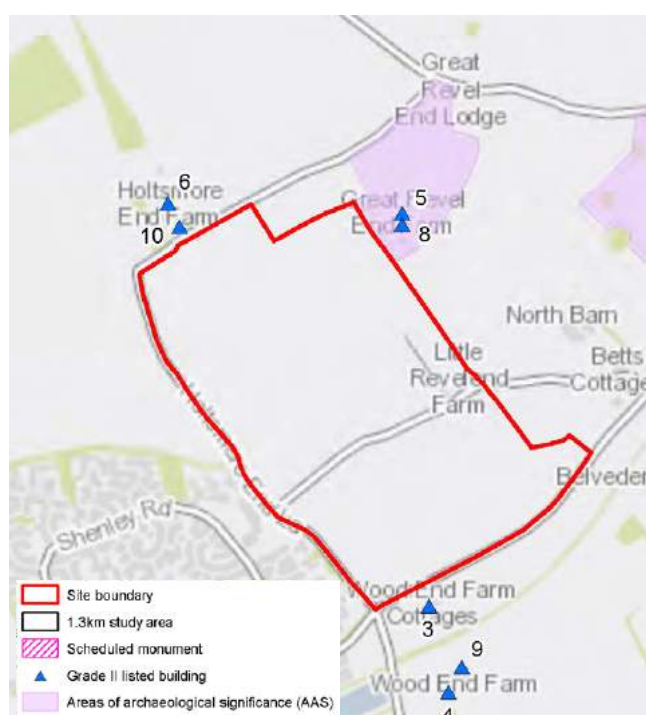 Great
Revel
End Lodge
6
Holtsmore
End Farm
10
Great Revel
End Farm
5
8
North Barn
Little
Reverend
Farm
Betts
Cottage
Shenley Rd
Belveder
Wood End Farm
Cottages
3
9
Wood End Farm
4
Site boundary
1.3km study area
Scheduled monument
Grade II listed building
Areas of archaeological significance (AAS)